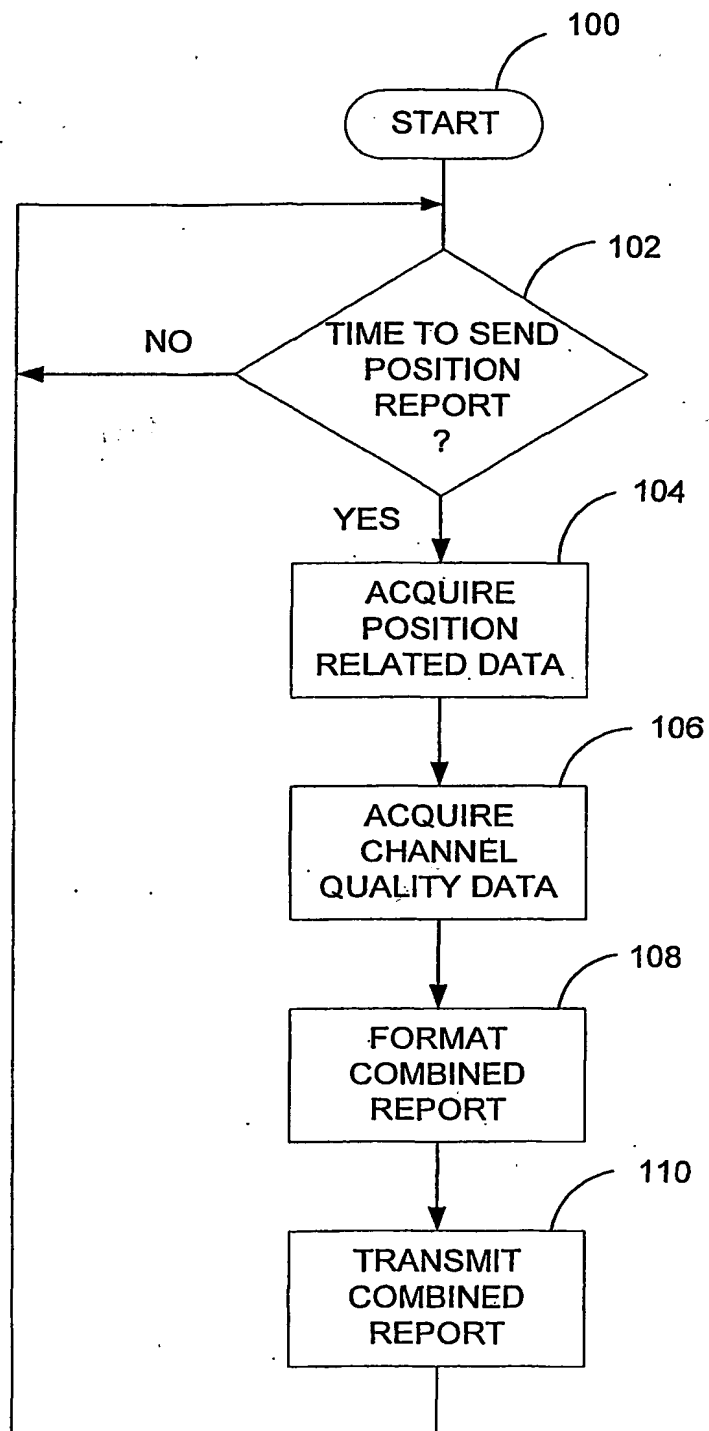 100
START
102
TIME TO SEND
POSITION
REPORT
?
NO
YES
104
ACQUIRE
POSITION
RELATED DATA
106
ACQUIRE
CHANNEL
QUALITY DATA
108
FORMAT
COMBINED
REPORT
110
TRANSMIT
COMBINED
REPORT